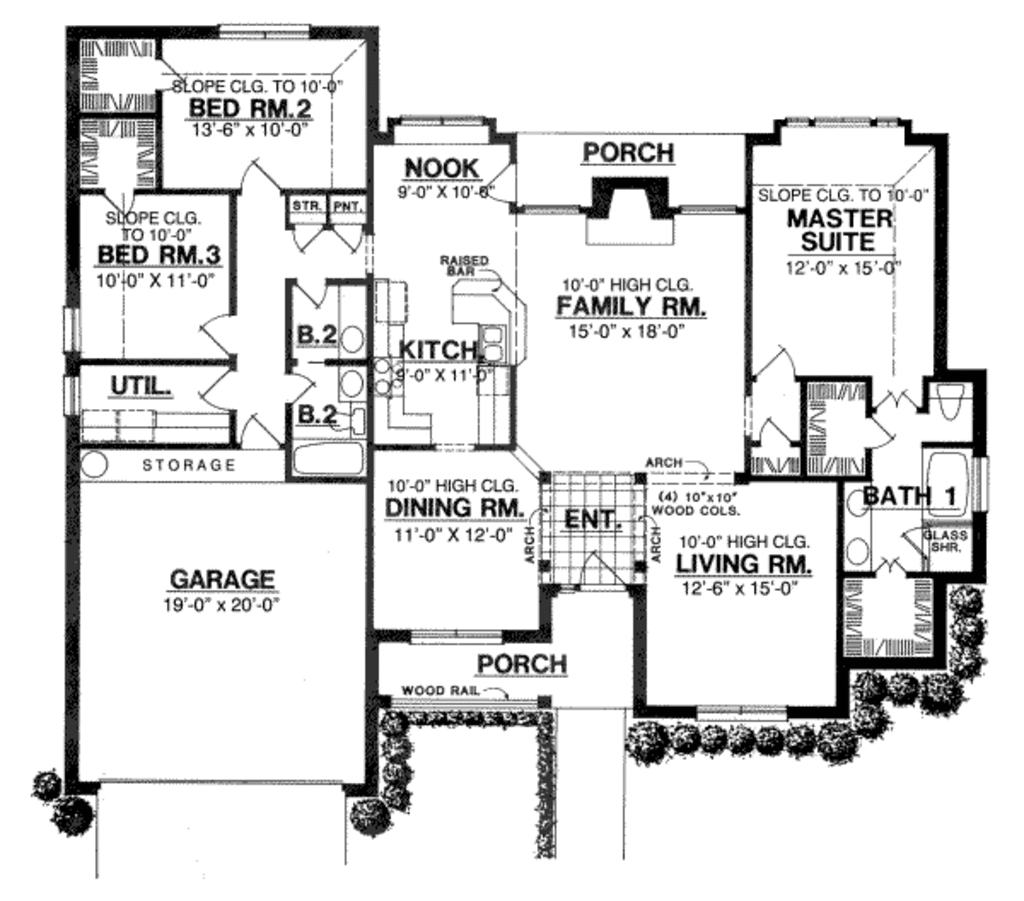 SLOPE CLG. TO 10'-0"
BED RM.2
13'-6" x 10'-0"
NOOK
9'-0" X 10'-6"
PORCH
SLOPE CLG. TO 10'-0"
MASTER
SUITE
12'-0" x 15'-0"
STR.
PNT.
SLOPE CLG.
TO 10'-0"
BED RM.3
10'-0" X 11'-0"
RAISED
BAR
10'-0" HIGH CLG.
FAMILY RM.
15'-0" x 18'-0"
B.2
KITCH.
9'-0" X 11'-0"
UTIL.
B.2
STORAGE
ARCH
10'-0" HIGH CLG.
DINING RM.
11'-0" X 12'-0"
ENT.
ARCH
ARCH
(4) 10"x10"
WOOD COLS.
BATH 1
GLASS
SHR.
10'-0" HIGH CLG.
LIVING RM.
12'-6" x 15'-0"
GARAGE
19'-0" x 20'-0"
PORCH
WOOD RAIL